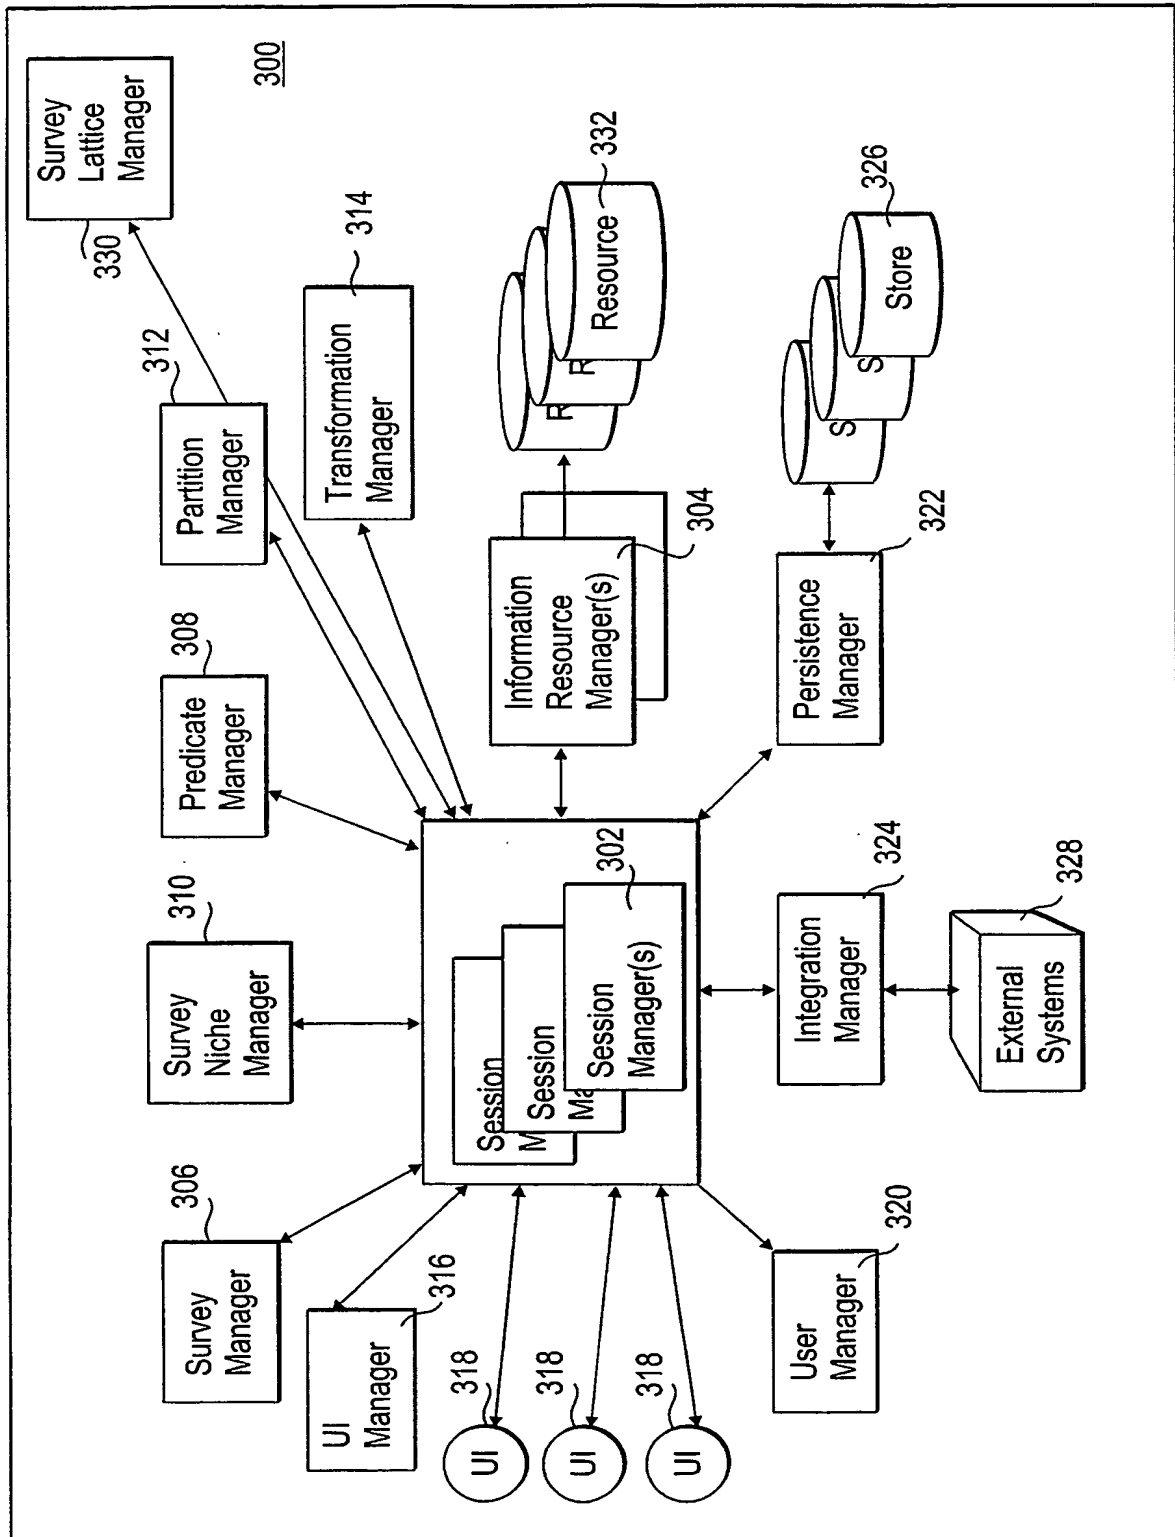 Survey
Lattice
Manager
330
300
Survey
Manager
306
Survey
Niche
Manager
310
Predicate
Manager
308
Partition
Manager
312
UI
Manager
316
Transformation
Manager
314
UI
318
UI
318
UI
318
Session
M
Session
Ma
Session
Manager(s)
302
Information
Resource
Manager(s)
304
R
R
Resource
332
User
Manager
320
Integration
Manager
324
External
Systems
328
Persistence
Manager
322
S
S
Store
326